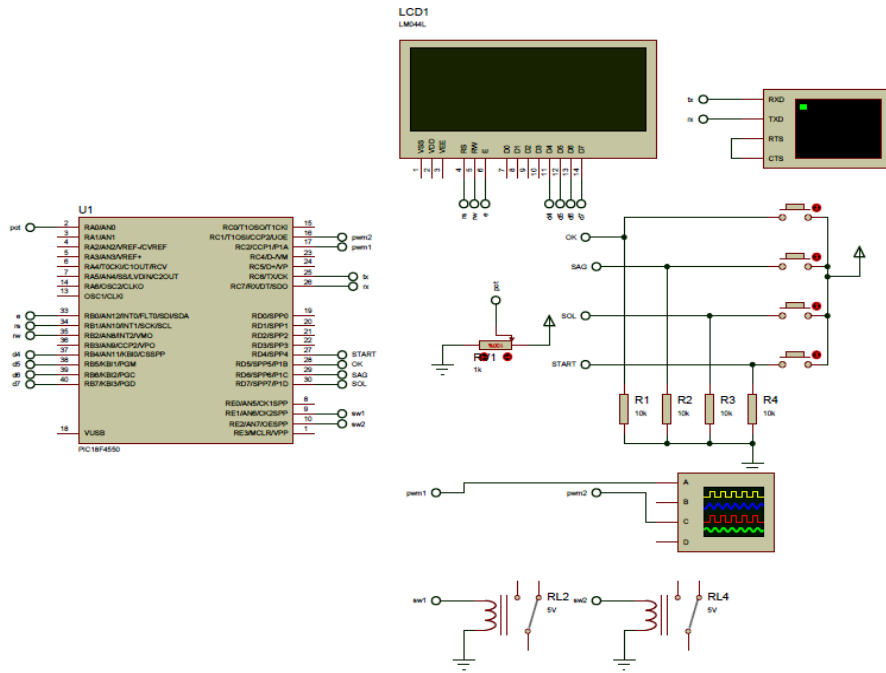 LCD1
LM044L
VSS
VDD
VEE
RS
RW
E
D0
D1
D2
D3
D4
D5
D6
D7
1
2
3
4
5
6
7
8
9
10
11
12
13
14
rs
rw
e
d4
d5
d6
d7
tx
rx
RXD
TXD
RTS
CTS
U1
pot
2
3
4
5
6
7
14
13
33
34
35
36
37
38
39
40
18
RA0/AN0
RA1/AN1
RA2/AN2/VREF-/CVREF
RA3/AN3/VREF+
RA4/T0CKI/C1OUT/RCV
RA5/AN4/SS/LVDIN/C2OUT
RA6/OSC2/CLKO
OSC1/CLKI
RB0/AN12/INT0/FLT0/SDI/SDA
RB1/AN10/INT1/SCK/SCL
RB2/AN8/INT2/VMO
RB3/AN9/CCP2/VPO
RB4/AN11/KBI0/CSSPP
RB5/KBI1/PGM
RB6/KBI2/PGC
RB7/KBI3/PGD
VUSB
e
rs
rw
d4
d5
d6
d7
RC0/T1OSO/T1CKI
RC1/T1OSI/CCP2/UOE
RC2/CCP1/P1A
RC4/D-/VM
RC5/D+/VP
RC6/TX/CK
RC7/RX/DT/SDO
RD0/SPP0
RD1/SPP1
RD2/SPP2
RD3/SPP3
RD4/SPP4
RD5/SPP5/P1B
RD6/SPP6/P1C
RD7/SPP7/P1D
RE0/AN5/CK1SPP
RE1/AN6/CK2SPP
RE2/AN7/OESPP
RE3/MCLR/VPP
15
16
17
23
24
25
26
19
20
21
22
27
28
29
30
8
9
10
1
pwm2
pwm1
tx
rx
START
OK
SAG
SOL
sw1
sw2
PIC18F4550
pot
RV1
1k
OK
SAG
SOL
START
R1
10k
R2
10k
R3
10k
R4
10k
pwm1
pwm2
A
B
C
D
sw1
RL2
5V
sw2
RL4
5V